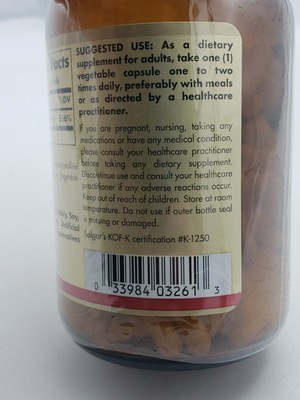 Facts
%DV
SUGGESTED USE: As a dietary
supplement for adults, take one (1)
vegetable capsule one to two
times daily, preferably with meals
or as directed by a healthcare
practitioner.
If you are pregnant, nursing, taking any
medications or have any medical condition,
please consult your healthcare practitioner
before taking any dietary supplement.
Discontinue use and consult your healthcare
practitioner if any adverse reactions occur.
Keep out of reach of children. Store at room
temperature. Do not use if outer bottle seal
is missing or damaged.
Solgar's KOF-K certification #K-1250
Soy,
Artificial
0 33984 03261 3